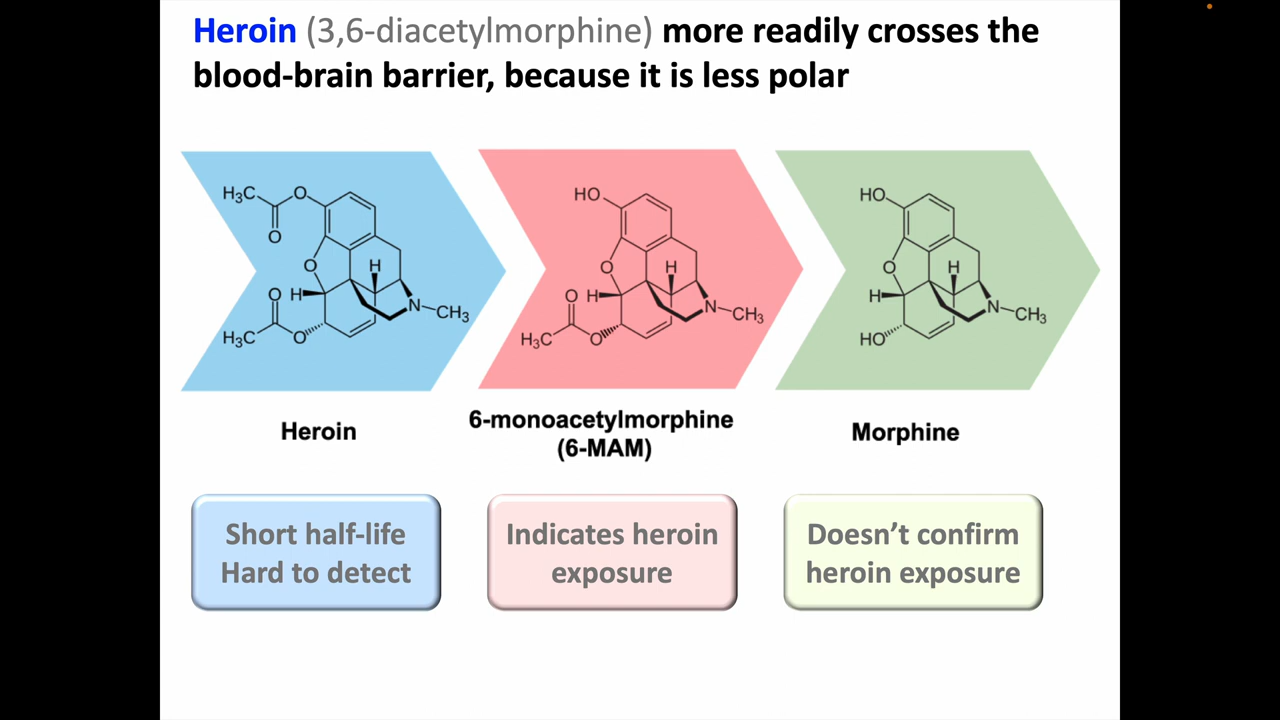 Heroin (3,6-diacetylmorphine) more readily crosses the
blood-brain barrier, because it is less polar
H₃C
O
O
O
H
H
O
H₃C
O
N
CH₃
Heroin
HO
O
H
H
O
H₃C
O
N
CH₃
6-monoacetylmorphine
(6-MAM)
HO
O
H
H
HO
N
CH₃
Morphine
Short half-life
Hard to detect
Indicates heroin
exposure
Doesn’t confirm
heroin exposure